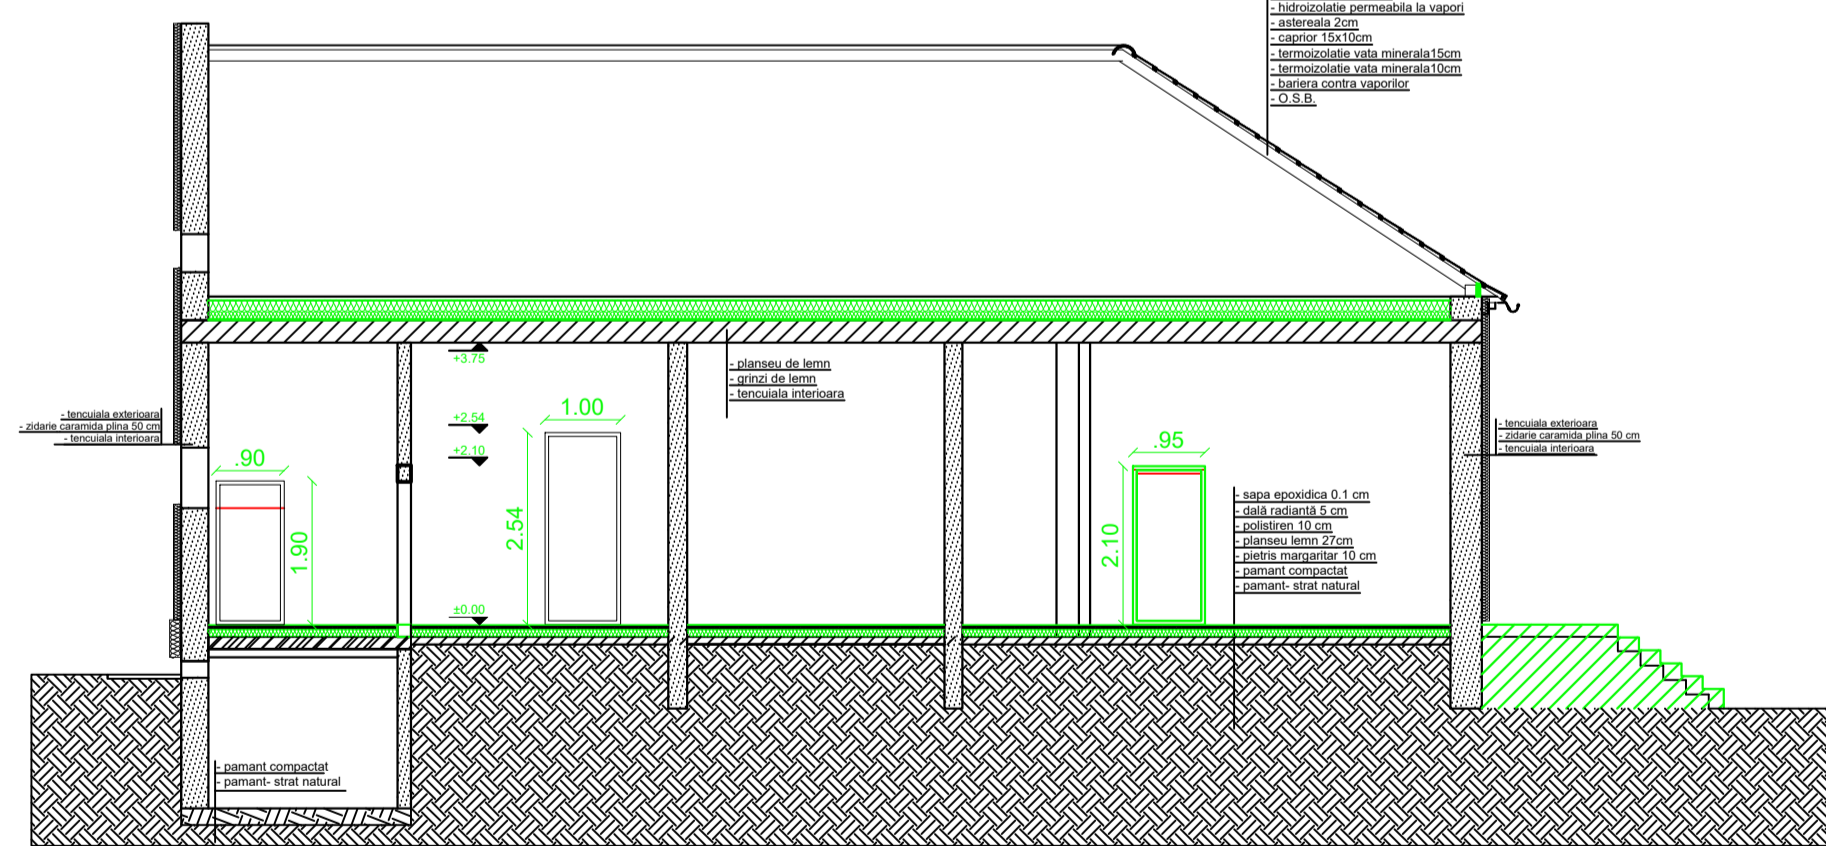 - hidroizolatie permeabila la vapori
- astereala 2cm
- caprior 15x10cm
- termoizolatie vata minerala15cm
- termoizolatie vata minerala10cm
- bariera contra vaporilor
- O.S.B.
+3.75
- planseu de lemn
- grinzi de lemn
- tencuiala interioara
- tencuiala exterioara
- zidarie caramida plina 50 cm
- tencuiala interioara
+2.54
+2.10
1.00
.90
.95
- tencuiala exterioara
- zidarie caramida plina 50 cm
- tencuiala interioara
1.90
2.54
2.10
±0.00
- sapa epoxidica 0.1 cm
- dală radiantă 5 cm
- polistiren 10 cm
- planseu lemn 27cm
- pietris margaritar 10 cm
- pamant compactat
- pamant- strat natural
- pamant compactat
- pamant- strat natural